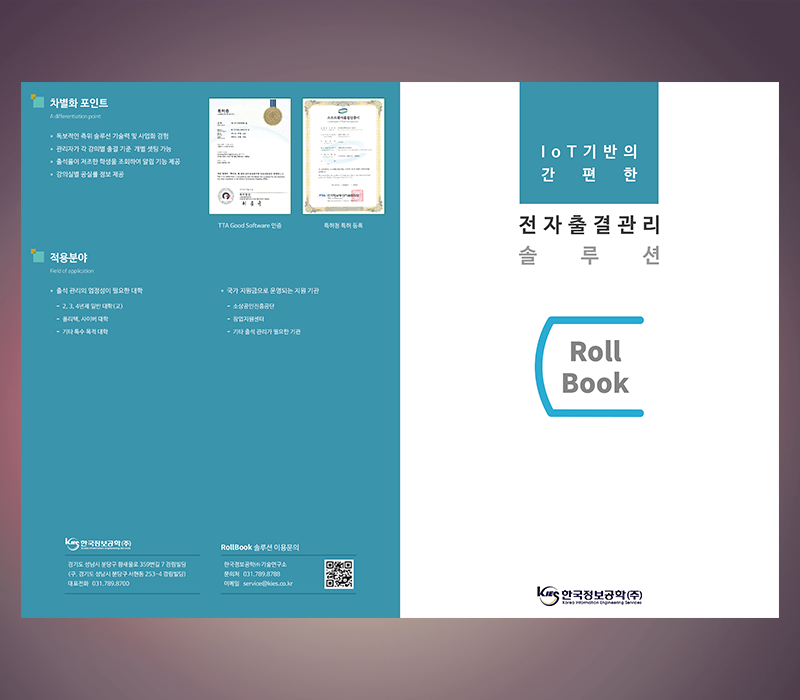 차별화 포인트
A differentiation point
• 독보적인 측위 솔루션 기술력 및 사업화 경험
• 관리자가 각 강의별 출결 기준 개별 셋팅 가능
• 출석률이 저조한 학생을 조회하여 알림 기능 제공
• 강의실별 공실률 정보 제공
특허증
TTA Good Software 인증
특허청 특허 등록
적용분야
Field of application
• 출석 관리의 엄정성이 필요한 대학
– 2, 3, 4년제 일반 대학(교)
– 폴리텍, 사이버 대학
– 기타 특수 목적 대학
• 국가 지원금으로 운영되는 지원 기관
– 소상공인진흥공단
– 창업지원센터
– 기타 출석 관리가 필요한 기관
KIES 한국정보공학(주)
Korea Information Engineering Services
경기도 성남시 분당구 황새울로 359번길 7 경림빌딩
(구. 경기도 성남시 분당구 서현동 253-4 경림빌딩)
대표전화 031.789.8700
RollBook 솔루션 이용문의
한국정보공학㈜ 기술연구소
문의처 031.789.8788
이메일 service@kies.co.kr
IoT기반의
간편한
전자출결관리
솔루션
Roll
Book
KIES 한국정보공학(주)
Korea Information Engineering Services